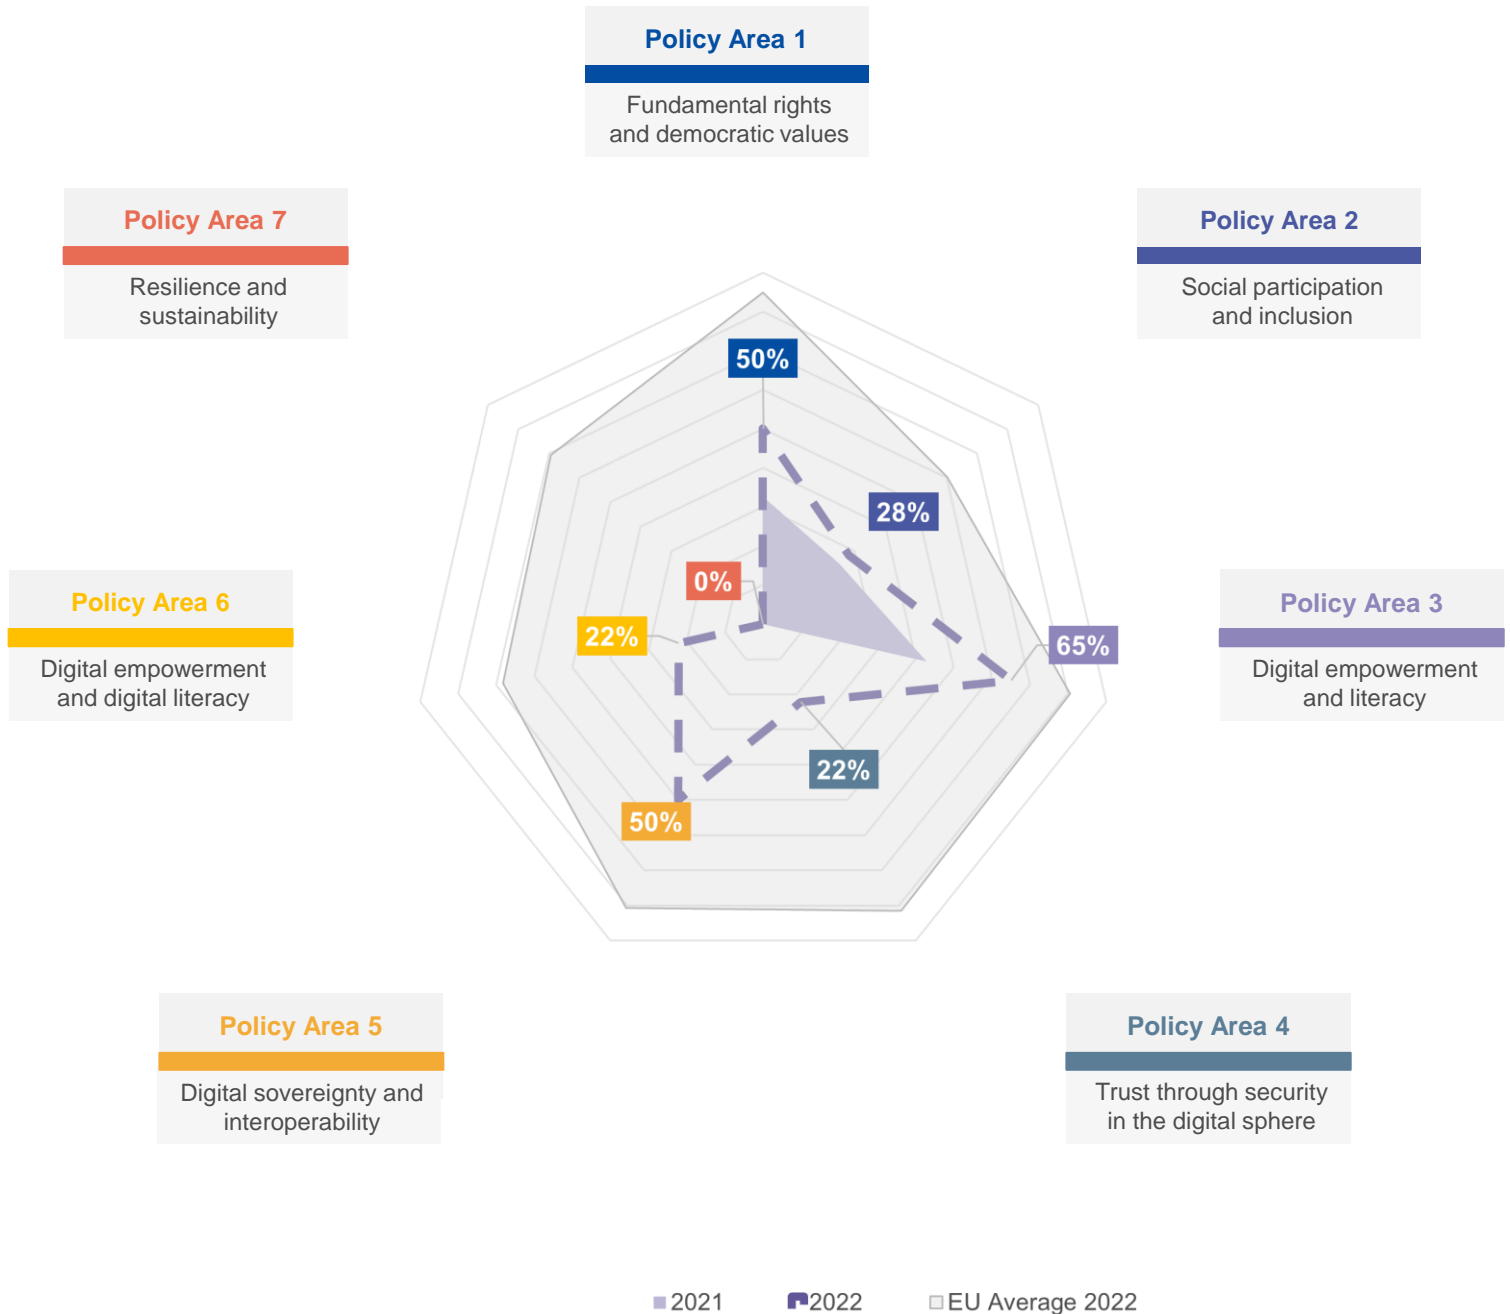 Policy Area 1
Fundamental rights
and democratic values
Policy Area 7
Resilience and
sustainability
Policy Area 2
Social participation
and inclusion
50%
28%
0%
22%
65%
22%
50%
Policy Area 6
Digital empowerment
and digital literacy
Policy Area 3
Digital empowerment
and literacy
Policy Area 5
Digital sovereignty and
interoperability
Policy Area 4
Trust through security
in the digital sphere
2021
2022
EU Average 2022